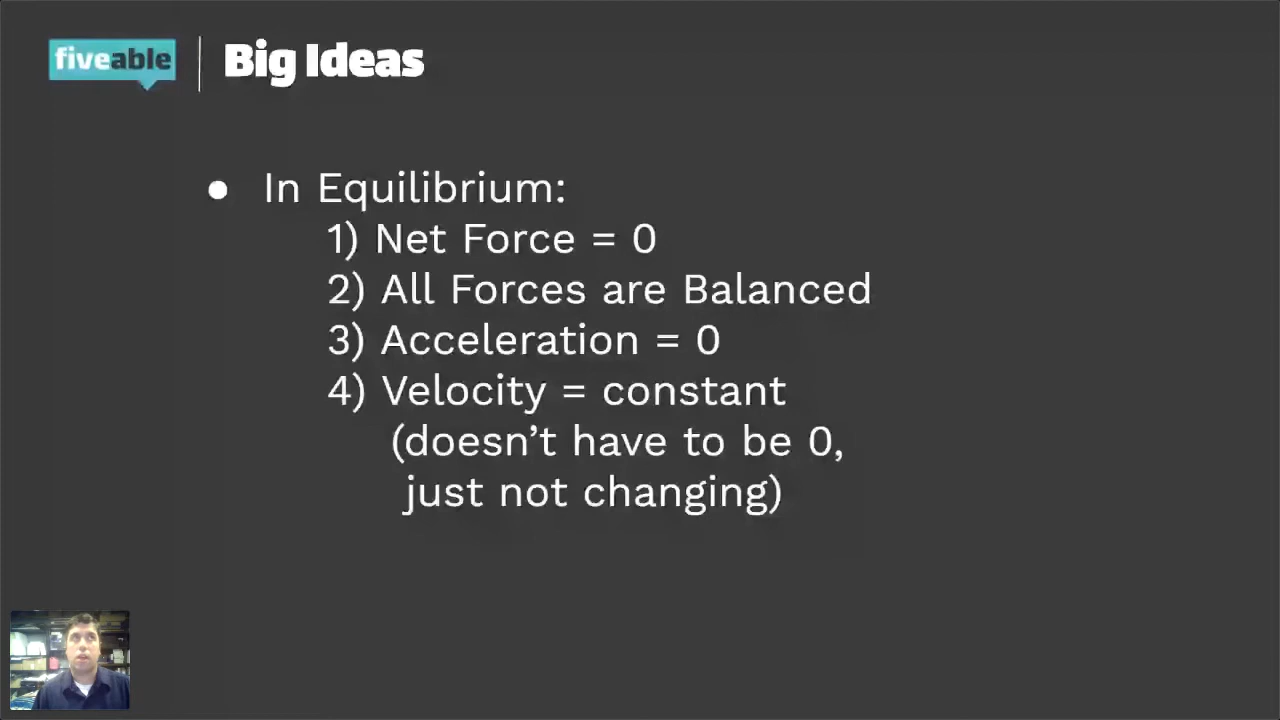 fiveable
Big Ideas
● In Equilibrium:
1) Net Force = 0
2) All Forces are Balanced
3) Acceleration = 0
4) Velocity = constant
(doesn’t have to be 0,
just not changing)